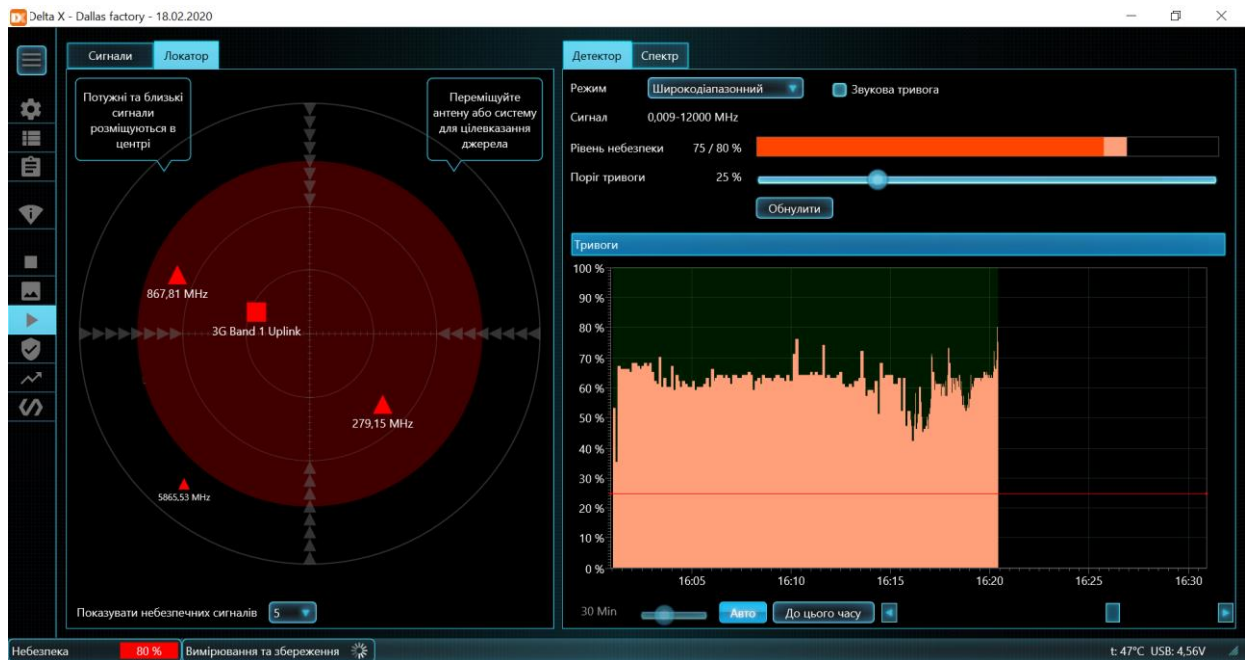 Delta X - Dallas factory - 18.02.2020
Сигнали
Локатор
Потужні та близькі
сигнали
розміщуються в
центрі
Переміщуйте
антену або систему
для цілевказання
джерела
867,81 MHz
3G Band 1 Uplink
279,15 MHz
5865,53 MHz
Показувати небезпечних сигналів 5
Детектор
Спектр
Режим Широкодіапазонний Звукова тривога
Сигнал 0,009-12000 MHz
Рівень небезпеки 75 / 80 %
Поріг тривоги 25 %
Обнулити
Тривоги
100 %
90 %
80 %
70 %
60 %
50 %
40 %
30 %
20 %
10 %
0 %
16:05 16:10 16:15 16:20 16:25 16:30
30 Min Авто До цього часу
Небезпека 80 % Вимірювання та збереження t: 47°C USB: 4,56V